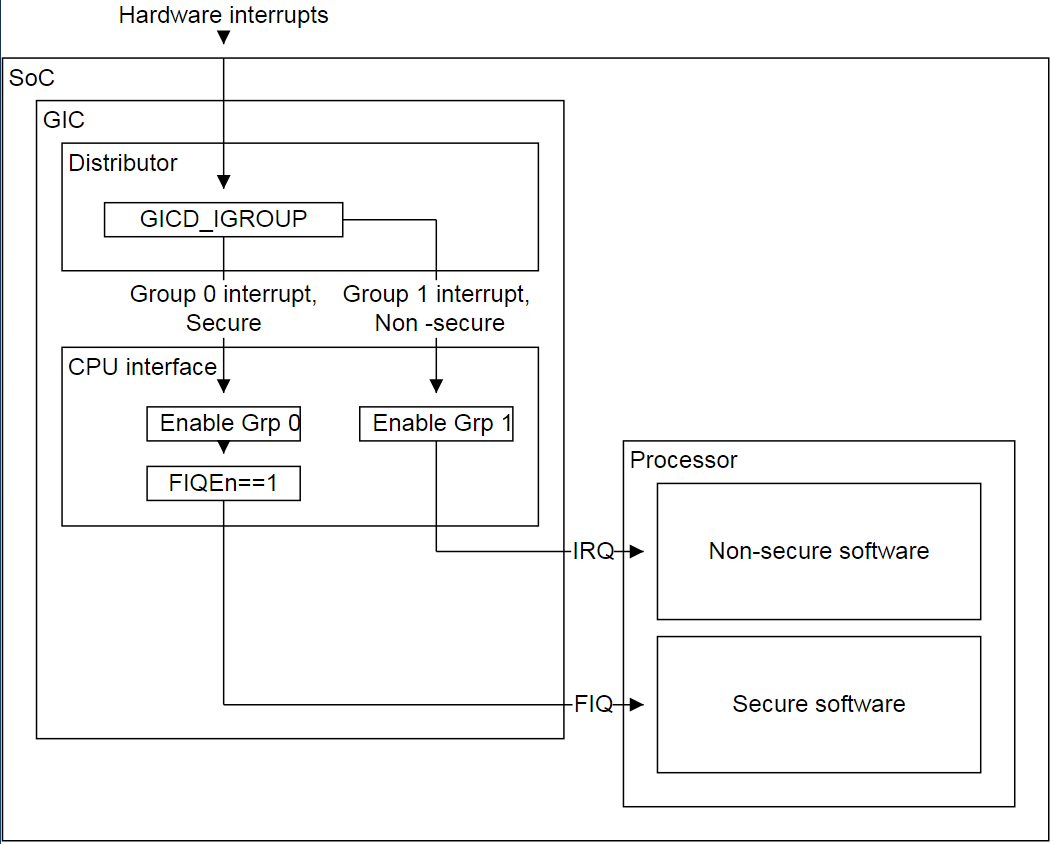 Hardware interrupts
SoC
GIC
Distributor
GICD_IGROUP
Group 0 interrupt,
Secure
Group 1 interrupt,
Non -secure
CPU interface
Enable Grp 0
Enable Grp 1
FIQEn==1
Processor
Non-secure software
IRQ
Secure software
FIQ